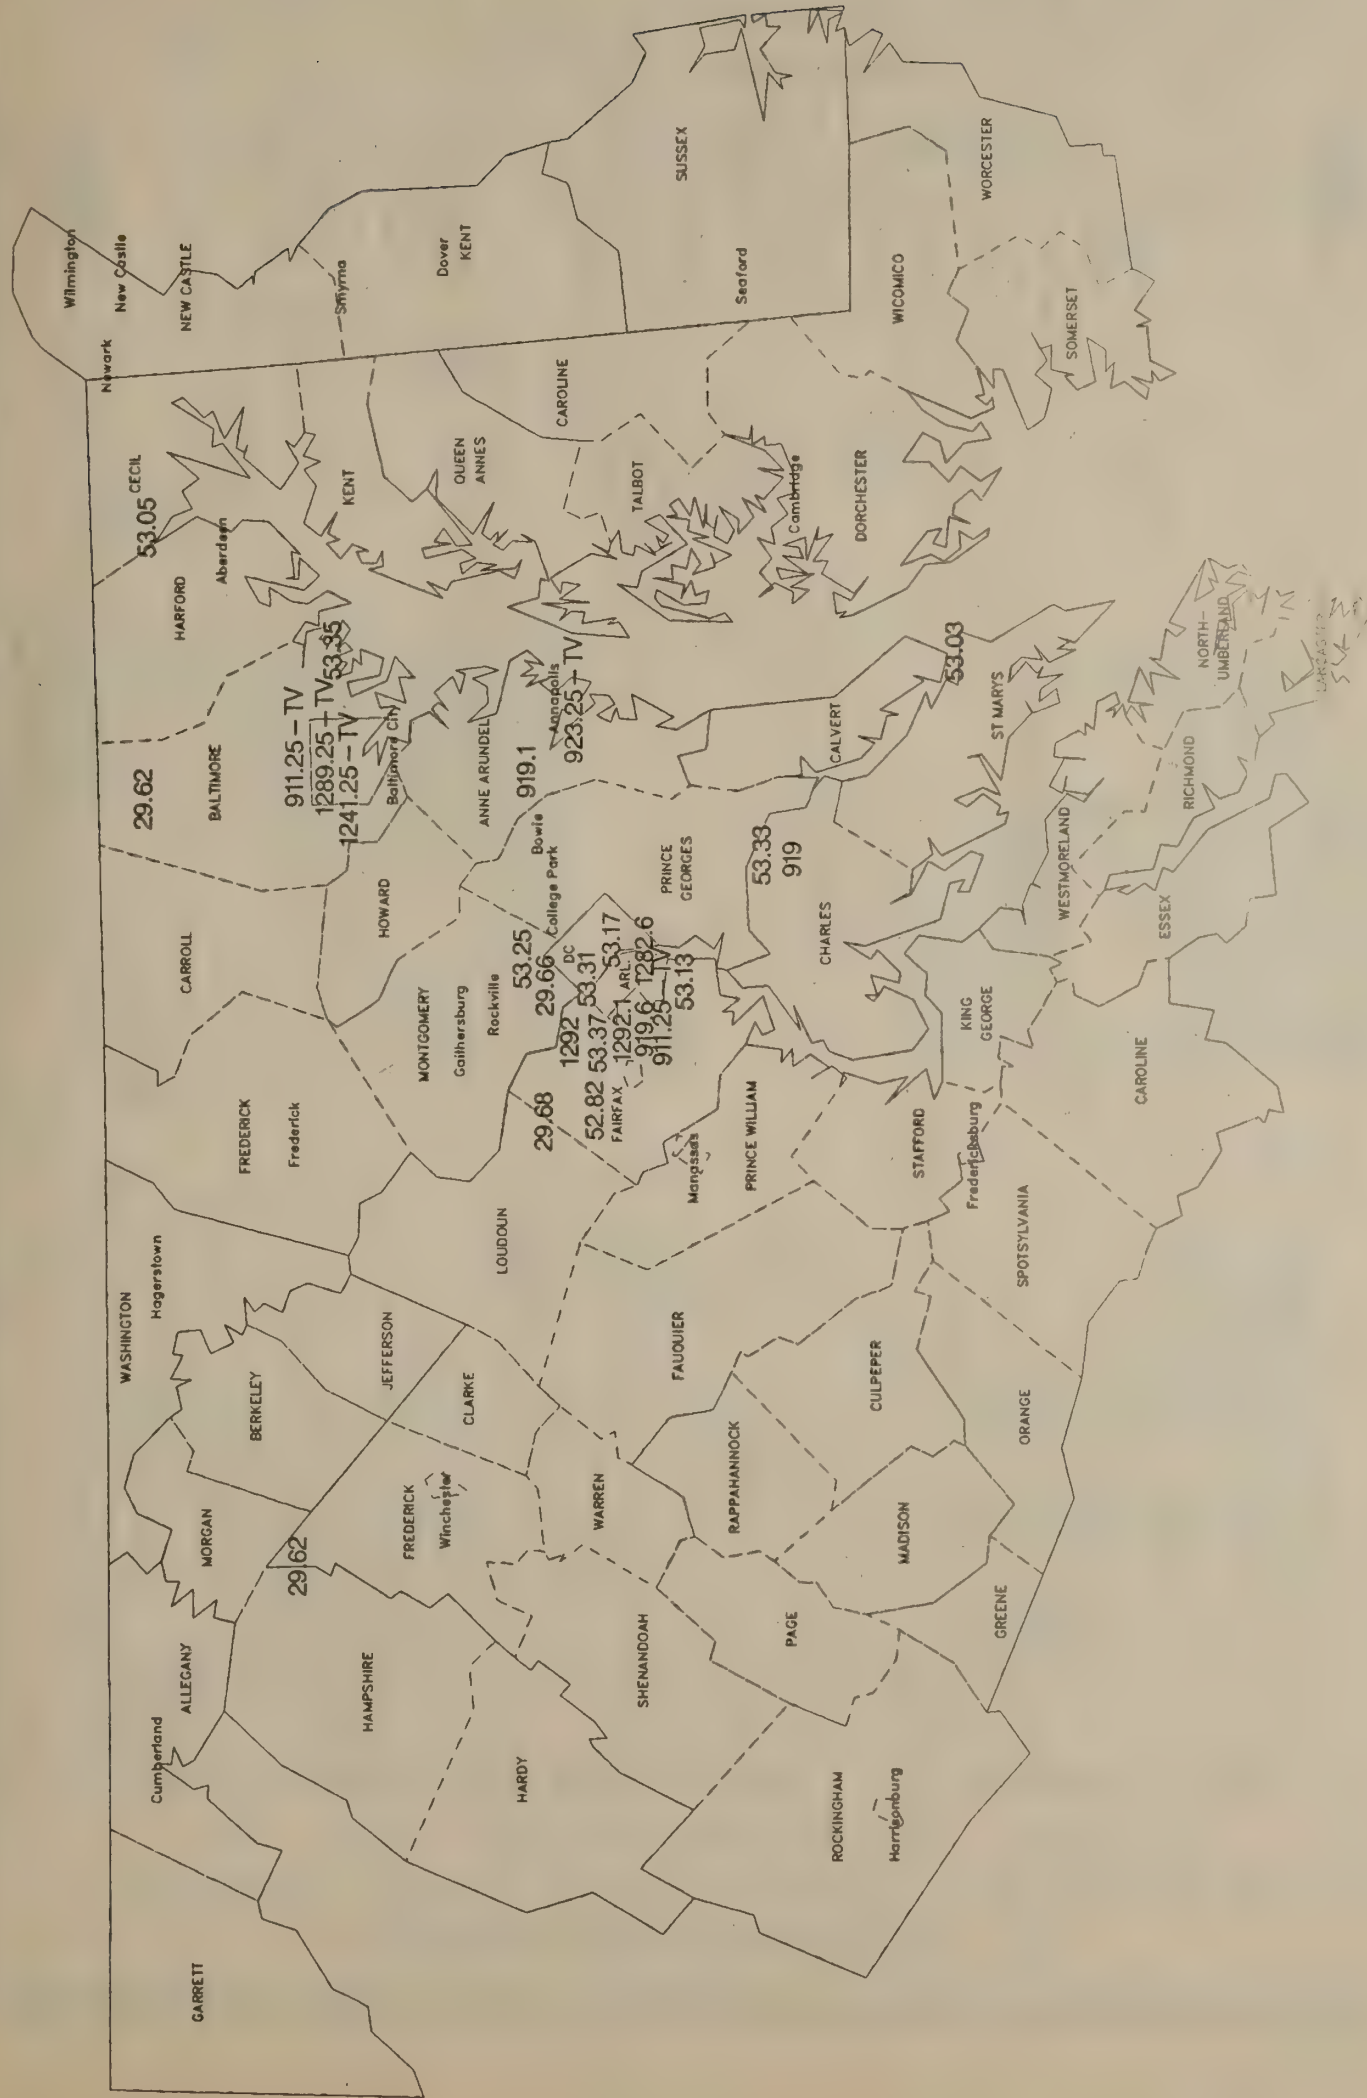 GARRETT
Cumberland
ALLEGANY
WASHINGTON
Hagerstown
MORGAN
BERKELEY
29.62
HAMPSHIRE
HARDY
JEFFERSON
FREDERICK
Winchester
CLARKE
FREDERICK
Frederick
CARROLL
29.62
BALTIMORE
HARFORD
Aberdeen
53.05
CECIL
Newark
Wilmington
New Castle
NEW CASTLE
911.25 - TV
1289.25 - TV
53.35
1241.25 - TV
Baltimore City
HOWARD
MONTGOMERY
Gaithersburg
Rockville
ANNE ARUNDEL
919.1
Annapolis
923.25 - TV
KENT
Smyrna
Dover
KENT
QUEEN
ANNES
CAROLINE
TALBOT
LOUDOUN
29.68
53.25
29.66
College Park
Bowie
1292
DC
52.82
53.37
53.31
53.17
FAIRFAX
1292.1
ARL.
919.6
1282.6
911.25 - TV
53.13
PRINCE
GEORGES
WARREN
SHENANDOAH
FAUQUIER
Manassas
PRINCE WILLIAM
RAPPAHANNOCK
PAGE
ROCKINGHAM
Harrisonburg
53.33
919
CHARLES
CALVERT
Cambridge
DORCHESTER
Seaford
SUSSEX
CULPEPER
MADISON
STAFFORD
Fredericksburg
KING
GEORGE
53.03
ST MARYS
WICOMICO
WORCESTER
SOMERSET
GREENE
ORANGE
SPOTSYLVANIA
CAROLINE
WESTMORELAND
ESSEX
RICHMOND
NORTH-
UMBERLAND
LANCASTER